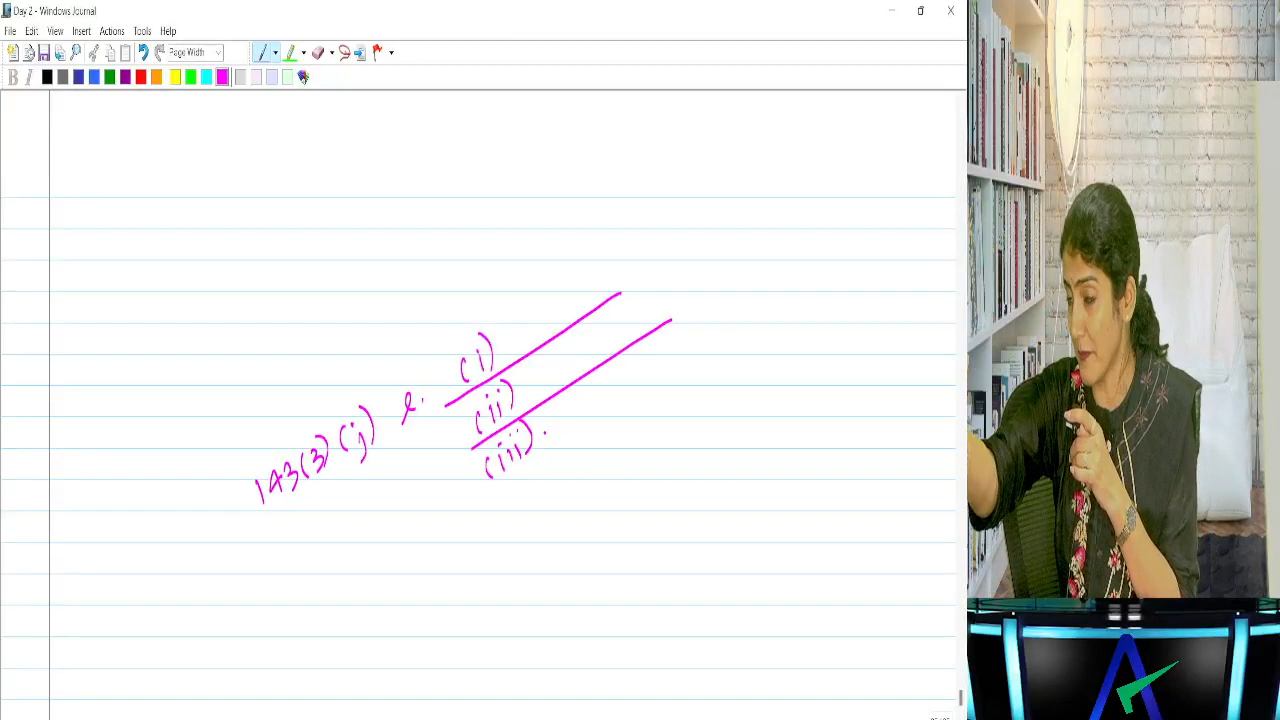 Day 2 - Windows Journal
File Edit View Insert Actions Tools Help
Page Width
B I
(i)
143(3)(j) e. (ii)
(iii).